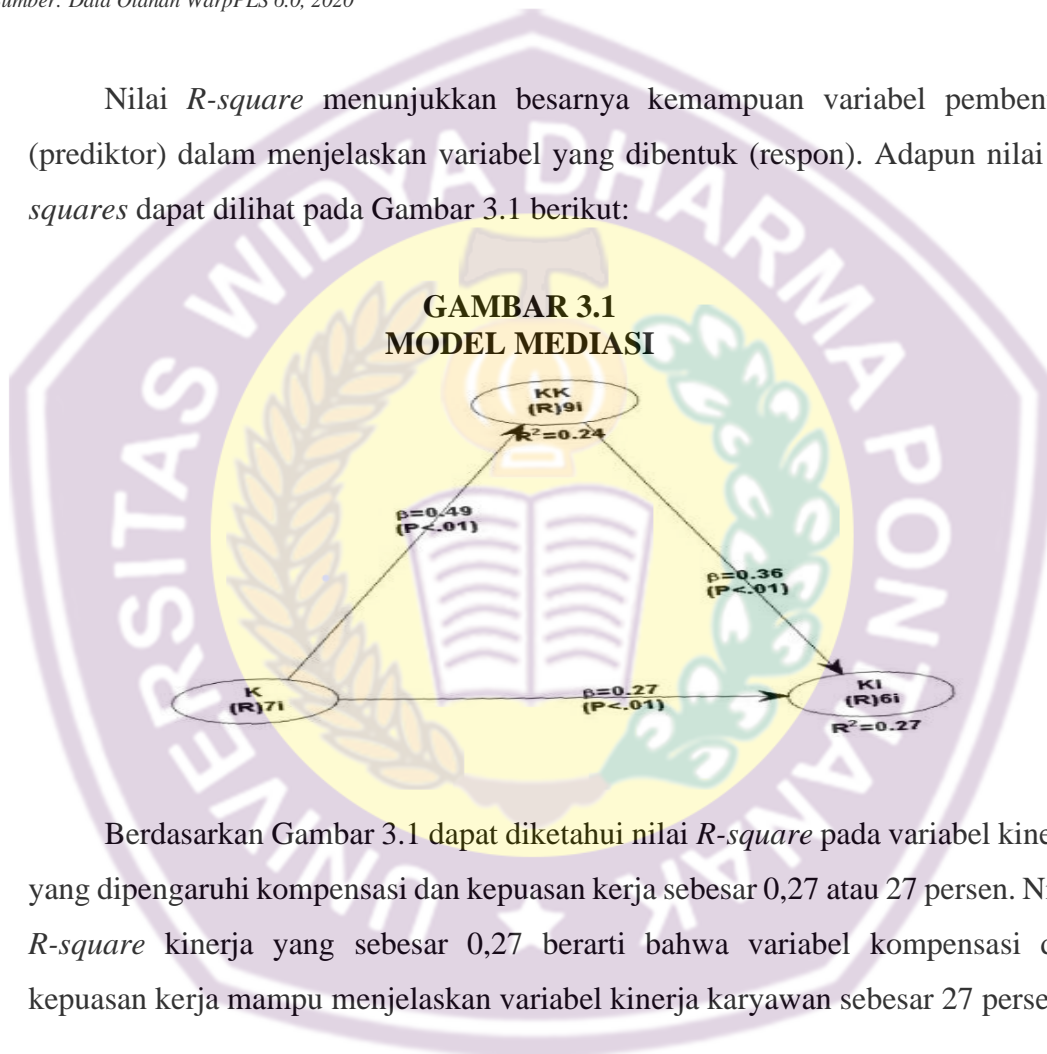 umber: Data Olahan WarpPLS 6.0, 2020
Nilai R-square menunjukkan besarnya kemampuan variabel pemben
(prediktor) dalam menjelaskan variabel yang dibentuk (respon). Adapun nilai
squares dapat dilihat pada Gambar 3.1 berikut:
GAMBAR 3.1
MODEL MEDIASI
KK
(R)9i
R²=0.24
β=0.49
(P<.01)
β=0.36
(P<.01)
K
(R)7i
β=0.27
(P<.01)
KI
(R)6i
R²=0.27
Berdasarkan Gambar 3.1 dapat diketahui nilai R-square pada variabel kine
yang dipengaruhi kompensasi dan kepuasan kerja sebesar 0,27 atau 27 persen. Ni
R-square kinerja yang sebesar 0,27 berarti bahwa variabel kompensasi d
kepuasan kerja mampu menjelaskan variabel kinerja karyawan sebesar 27 perse
UNIVERSITAS WIDYA DHARMA PONTIANAK